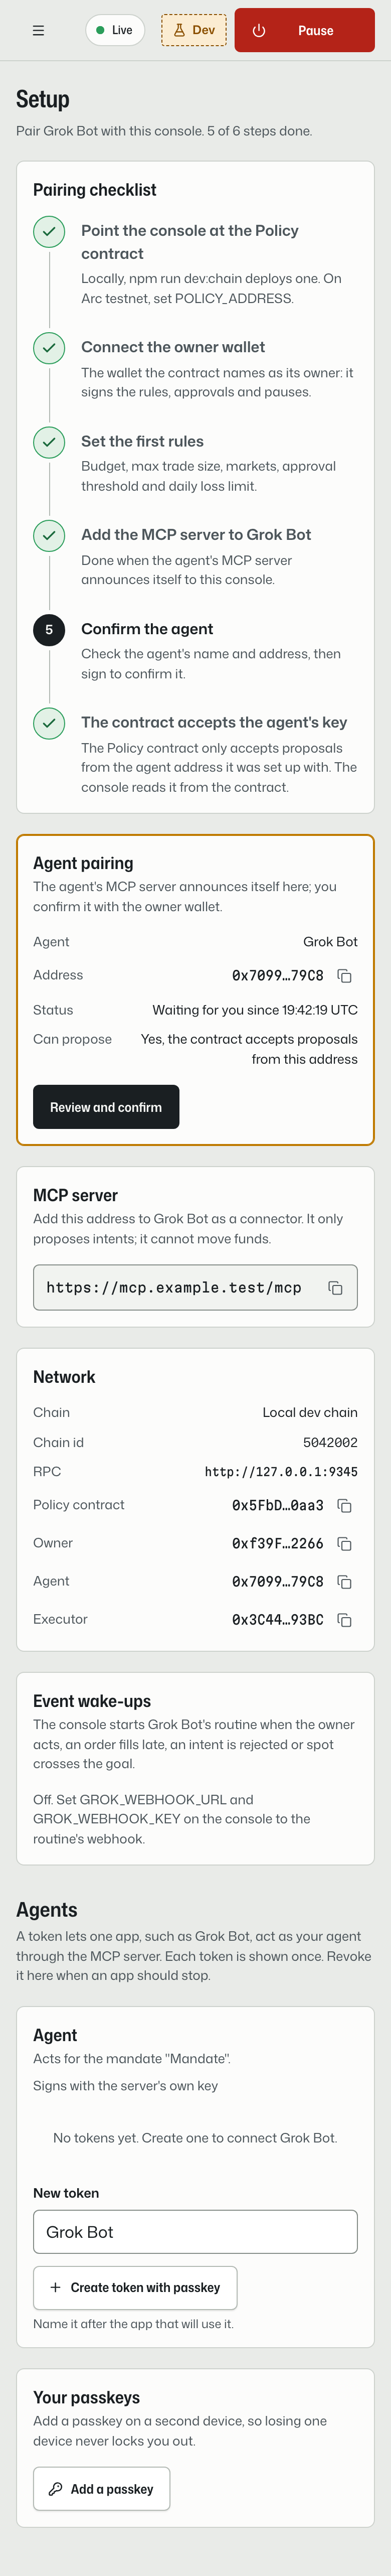 Live
Dev
Pause
Setup
Pair Grok Bot with this console. 5 of 6 steps done.
Pairing checklist
Point the console at the Policy
contract
Locally, npm run dev:chain deploys one. On
Arc testnet, set POLICY_ADDRESS.
Connect the owner wallet
The wallet the contract names as its owner: it
signs the rules, approvals and pauses.
Set the first rules
Budget, max trade size, markets, approval
threshold and daily loss limit.
Add the MCP server to Grok Bot
Done when the agent's MCP server
announces itself to this console.
5
Confirm the agent
Check the agent's name and address, then
sign to confirm it.
The contract accepts the agent's key
The Policy contract only accepts proposals
from the agent address it was set up with. The
console reads it from the contract.
Agent pairing
The agent's MCP server announces itself here; you
confirm it with the owner wallet.
Agent Grok Bot
Address 0x7099…79C8
Status Waiting for you since 19:42:19 UTC
Can propose Yes, the contract accepts proposals
from this address
Review and confirm
MCP server
Add this address to Grok Bot as a connector. It only
proposes intents; it cannot move funds.
https://mcp.example.test/mcp
Network
Chain Local dev chain
Chain id 5042002
RPC http://127.0.0.1:9345
Policy contract 0x5FbD…0aa3
Owner 0xf39F…2266
Agent 0x7099…79C8
Executor 0x3C44…93BC
Event wake-ups
The console starts Grok Bot's routine when the owner
acts, an order fills late, an intent is rejected or spot
crosses the goal.
Off. Set GROK_WEBHOOK_URL and
GROK_WEBHOOK_KEY on the console to the
routine's webhook.
Agents
A token lets one app, such as Grok Bot, act as your agent
through the MCP server. Each token is shown once. Revoke
it here when an app should stop.
Agent
Acts for the mandate "Mandate".
Signs with the server's own key
No tokens yet. Create one to connect Grok Bot.
New token
Grok Bot
Create token with passkey
Name it after the app that will use it.
Your passkeys
Add a passkey on a second device, so losing one
device never locks you out.
Add a passkey